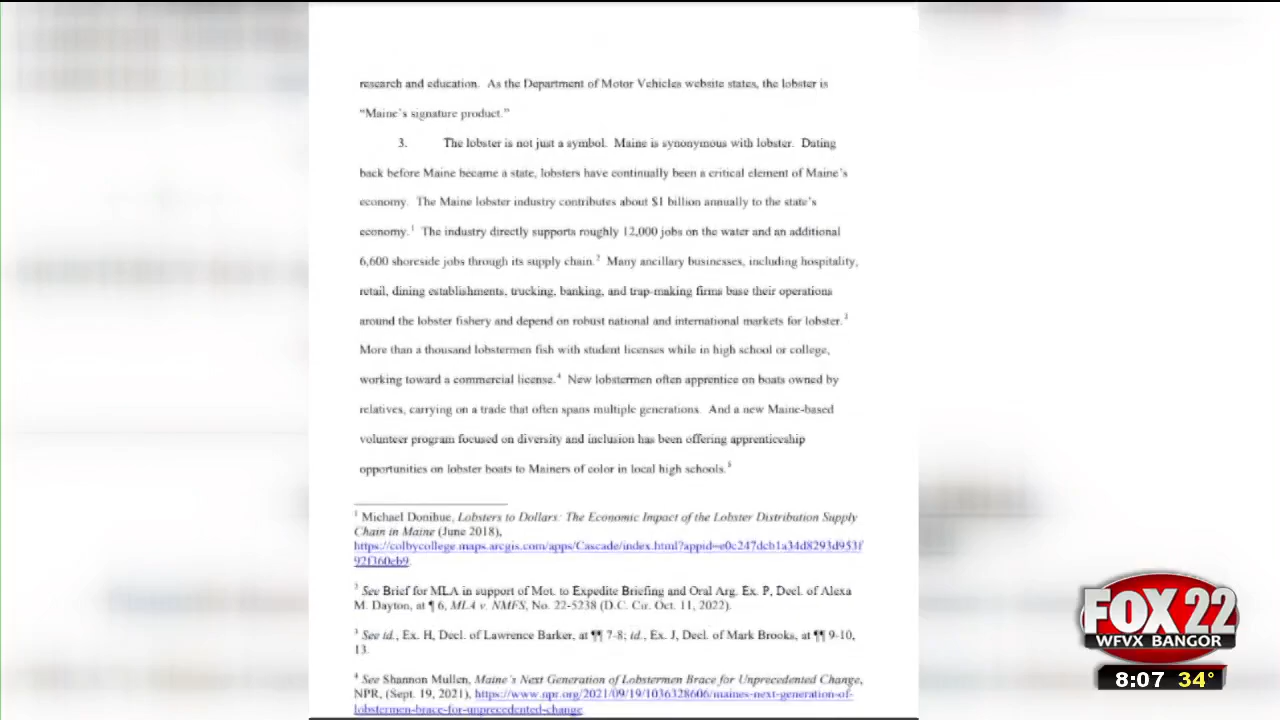 research and education. As the Department of Motor Vehicles website states, the lobster is
“Maine’s signature product.”
3. The lobster is not just a symbol. Maine is synonymous with lobster. Dating
back before Maine became a state, lobsters have continually been a critical element of Maine’s
economy. The Maine lobster industry contributes about $1 billion annually to the state’s
economy.1 The industry directly supports roughly 12,000 jobs on the water and an additional
6,600 shoreside jobs through its supply chain.2 Many ancillary businesses, including hospitality,
retail, dining establishments, trucking, banking, and trap-making firms base their operations
around the lobster fishery and depend on robust national and international markets for lobster.3
More than a thousand lobstermen fish with student licenses while in high school or college,
working toward a commercial license.4 New lobstermen often apprentice on boats owned by
relatives, carrying on a trade that often spans multiple generations. And a new Maine-based
volunteer program focused on diversity and inclusion has been offering apprenticeship
opportunities on lobster boats to Mainers of color in local high schools.5
1 Michael Donihue, Lobsters to Dollars: The Economic Impact of the Lobster Distribution Supply
Chain in Maine (June 2018),
https://colbycollege.maps.arcgis.com/apps/Cascade/index.html?appid=e0c247dcb1a34d8293d953f
92f360eb9.
2 See Brief for MLA in support of Mot. to Expedite Briefing and Oral Arg. Ex. P, Decl. of Alexa
M. Dayton, at ¶ 6, MLA v. NMFS, No. 22-5238 (D.C. Cir. Oct. 11, 2022).
3 See id., Ex. H, Decl. of Lawrence Barker, at ¶¶ 7-8; id., Ex. J, Decl. of Mark Brooks, at ¶¶ 9-10,
13.
4 See Shannon Mullen, Maine’s Next Generation of Lobstermen Brace for Unprecedented Change,
NPR, (Sept. 19, 2021), https://www.npr.org/2021/09/19/1036328606/maines-next-generation-of-
lobstermen-brace-for-unprecedented-change
FOX 22
WFVX BANGOR
8:07 34°